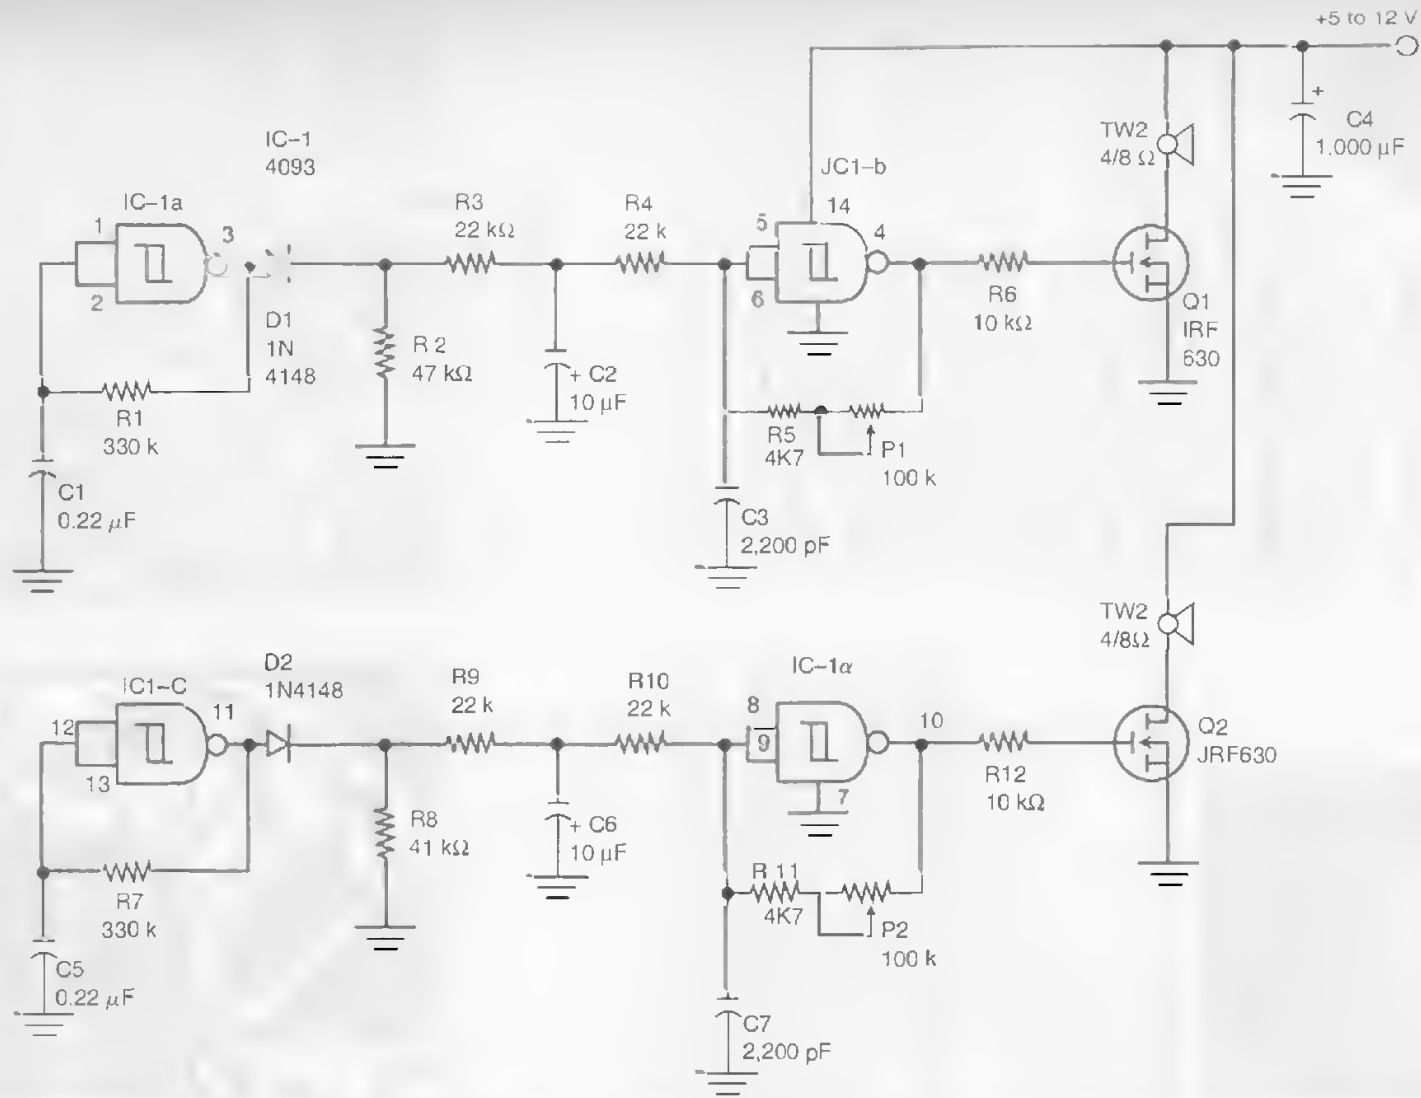 +5 to 12 V
IC–1
4093
TW2
4/8 Ω
+
C4
1,000 µF
JC1–b
IC–1a
R3
22 kΩ
R4
22 k
14
1
3
5
4
2
6
R6
10 kΩ
Q1
IRF
630
D1
1N
4148
R 2
47 kΩ
+ C2
10 µF
R1
330 k
R5
4K7
P1
100 k
C1
0.22 µF
C3
2,200 pF
TW2
4/8Ω
D2
1N4148
IC1–C
R9
22 k
R10
22 k
IC–1α
12
11
8
9
10
13
7
Q2
JRF630
R12
10 kΩ
R8
41 kΩ
+ C6
10 µF
R7
330 k
R 11
4K7
P2
100 k
C5
0.22 µF
C7
2,200 pF